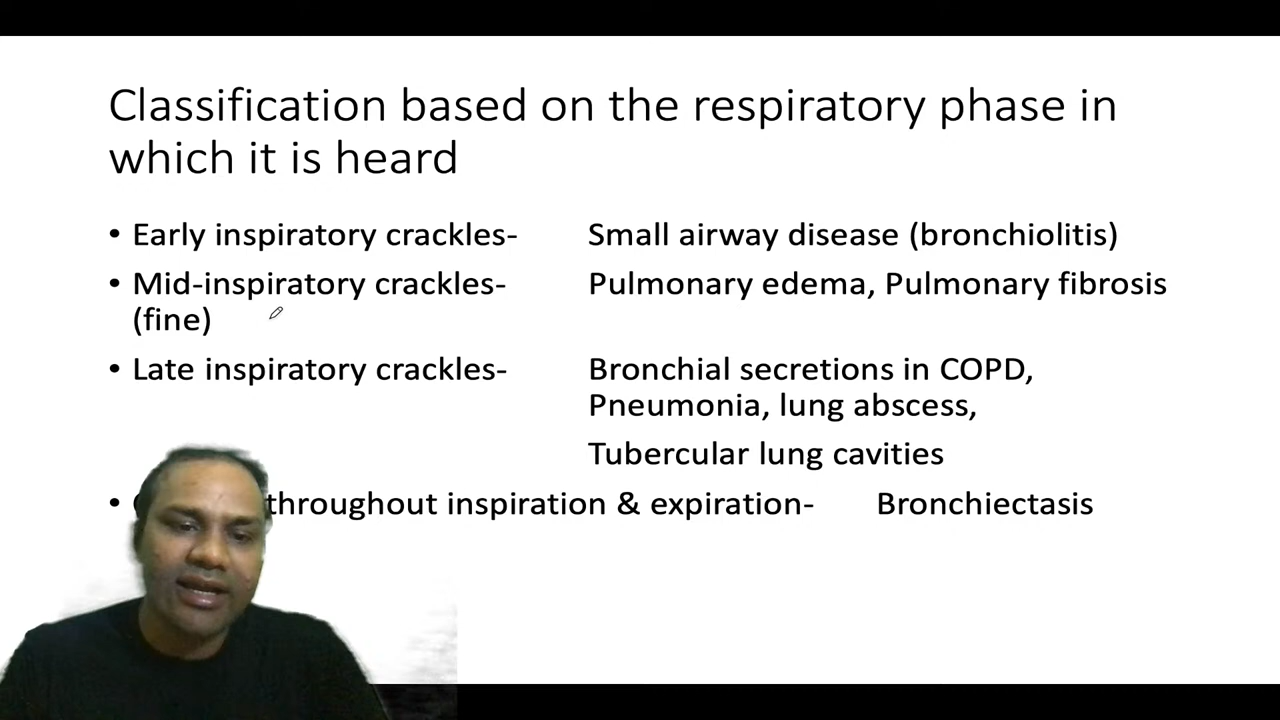 Classification based on the respiratory phase in
which it is heard
• Early inspiratory crackles- Small airway disease (bronchiolitis)
• Mid-inspiratory crackles- Pulmonary edema, Pulmonary fibrosis
(fine)
• Late inspiratory crackles- Bronchial secretions in COPD,
Pneumonia, lung abscess,
Tubercular lung cavities
• throughout inspiration & expiration- Bronchiectasis